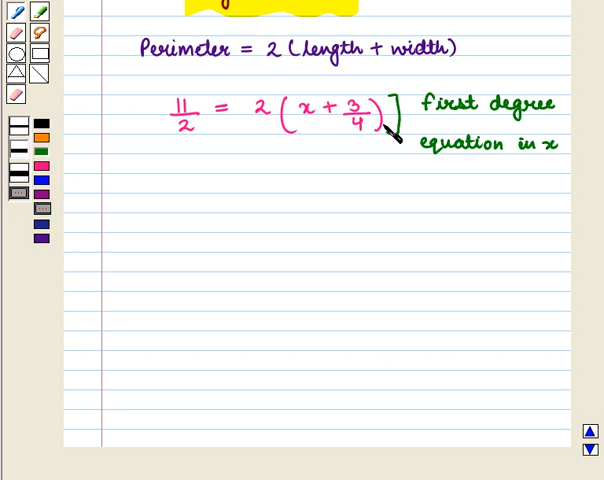 Perimeter = 2 (length + width)
11/2 = 2 (x + 3/4) ] first degree
equation in x